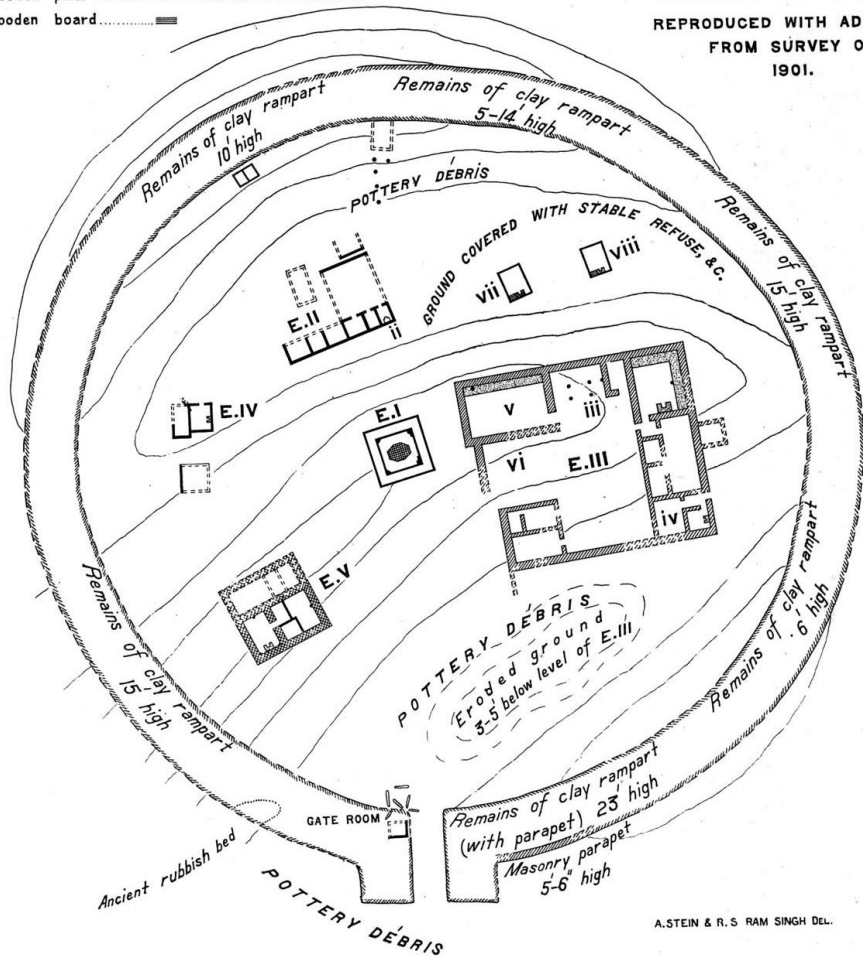 ooden board
REPRODUCED WITH AD
FROM SURVEY O
1901.
Remains of clay rampart
10' high
Remains of clay rampart
5-14' high
POTTERY DÉBRIS
GROUND COVERED WITH STABLE REFUSE, &C.
Remains of clay rampart
15' high
vii
viii
E.II
ii
E.IV
E.I
v
iii
vi
E.III
iv
E.V
Remains of clay rampart
15' high
POTTERY DÉBRIS
Eroded ground
3-5' below level of E.III
Remains of clay rampart
6' high
GATE ROOM
Remains of clay rampart
(with parapet) 23' high
Masonry parapet
5'-6" high
Ancient rubbish bed
POTTERY DÉBRIS
A.STEIN & R.S RAM SINGH DEL.